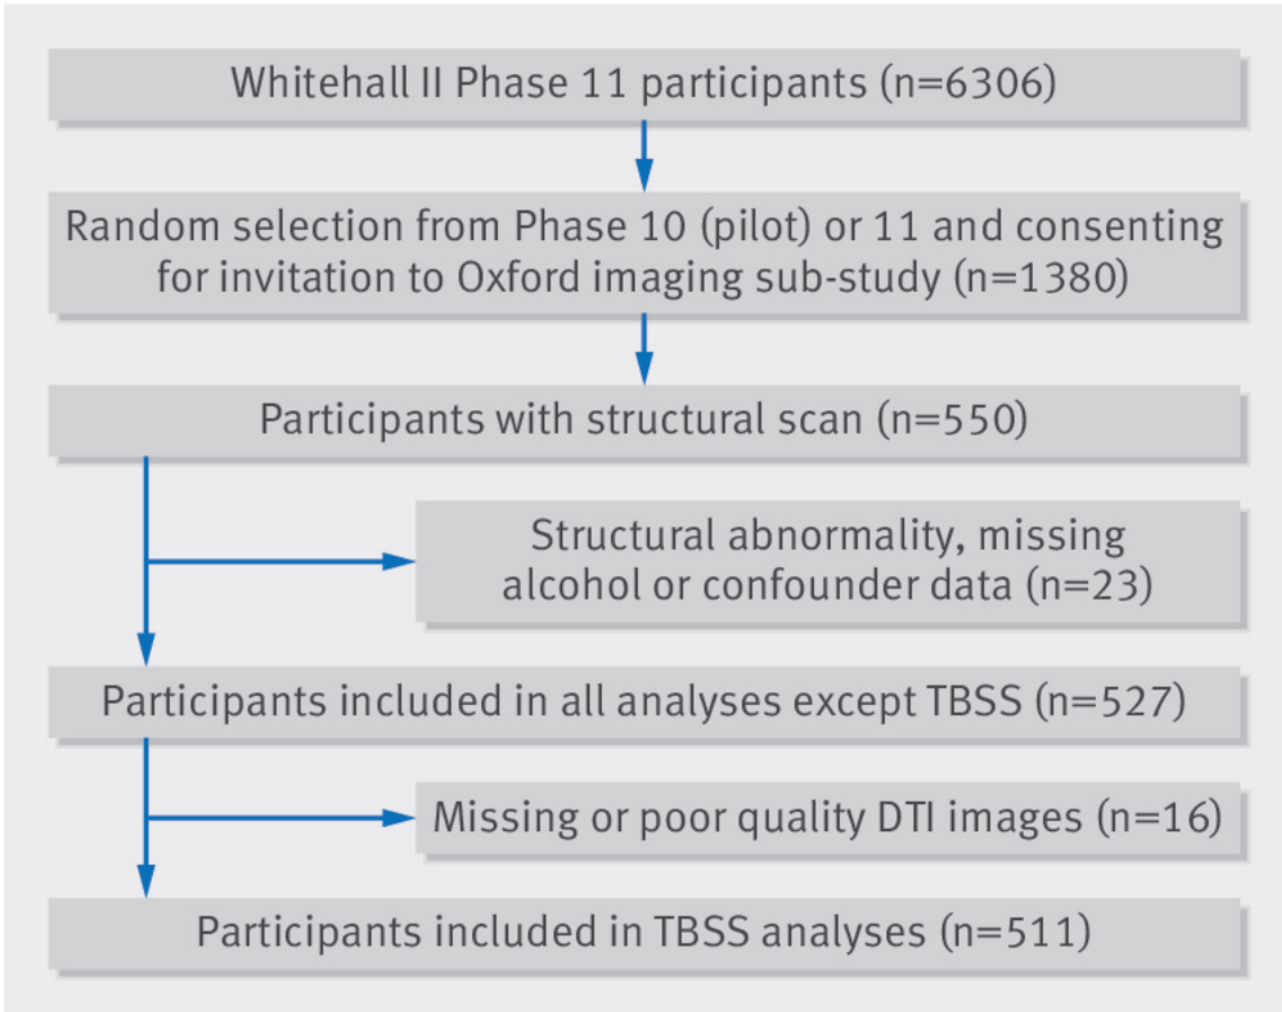 Whitehall II Phase 11 participants (n=6306)
Random selection from Phase 10 (pilot) or 11 and consenting
for invitation to Oxford imaging sub-study (n=1380)
Participants with structural scan (n=550)
Structural abnormality, missing
alcohol or confounder data (n=23)
Participants included in all analyses except TBSS (n=527)
Missing or poor quality DTI images (n=16)
Participants included in TBSS analyses (n=511)